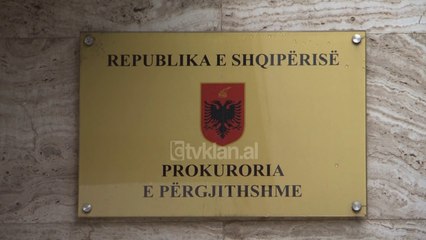 REPUBLIKA E SHQIPËRISË
tvklan.al
PROKURORIA
E PËRGJITHSHME